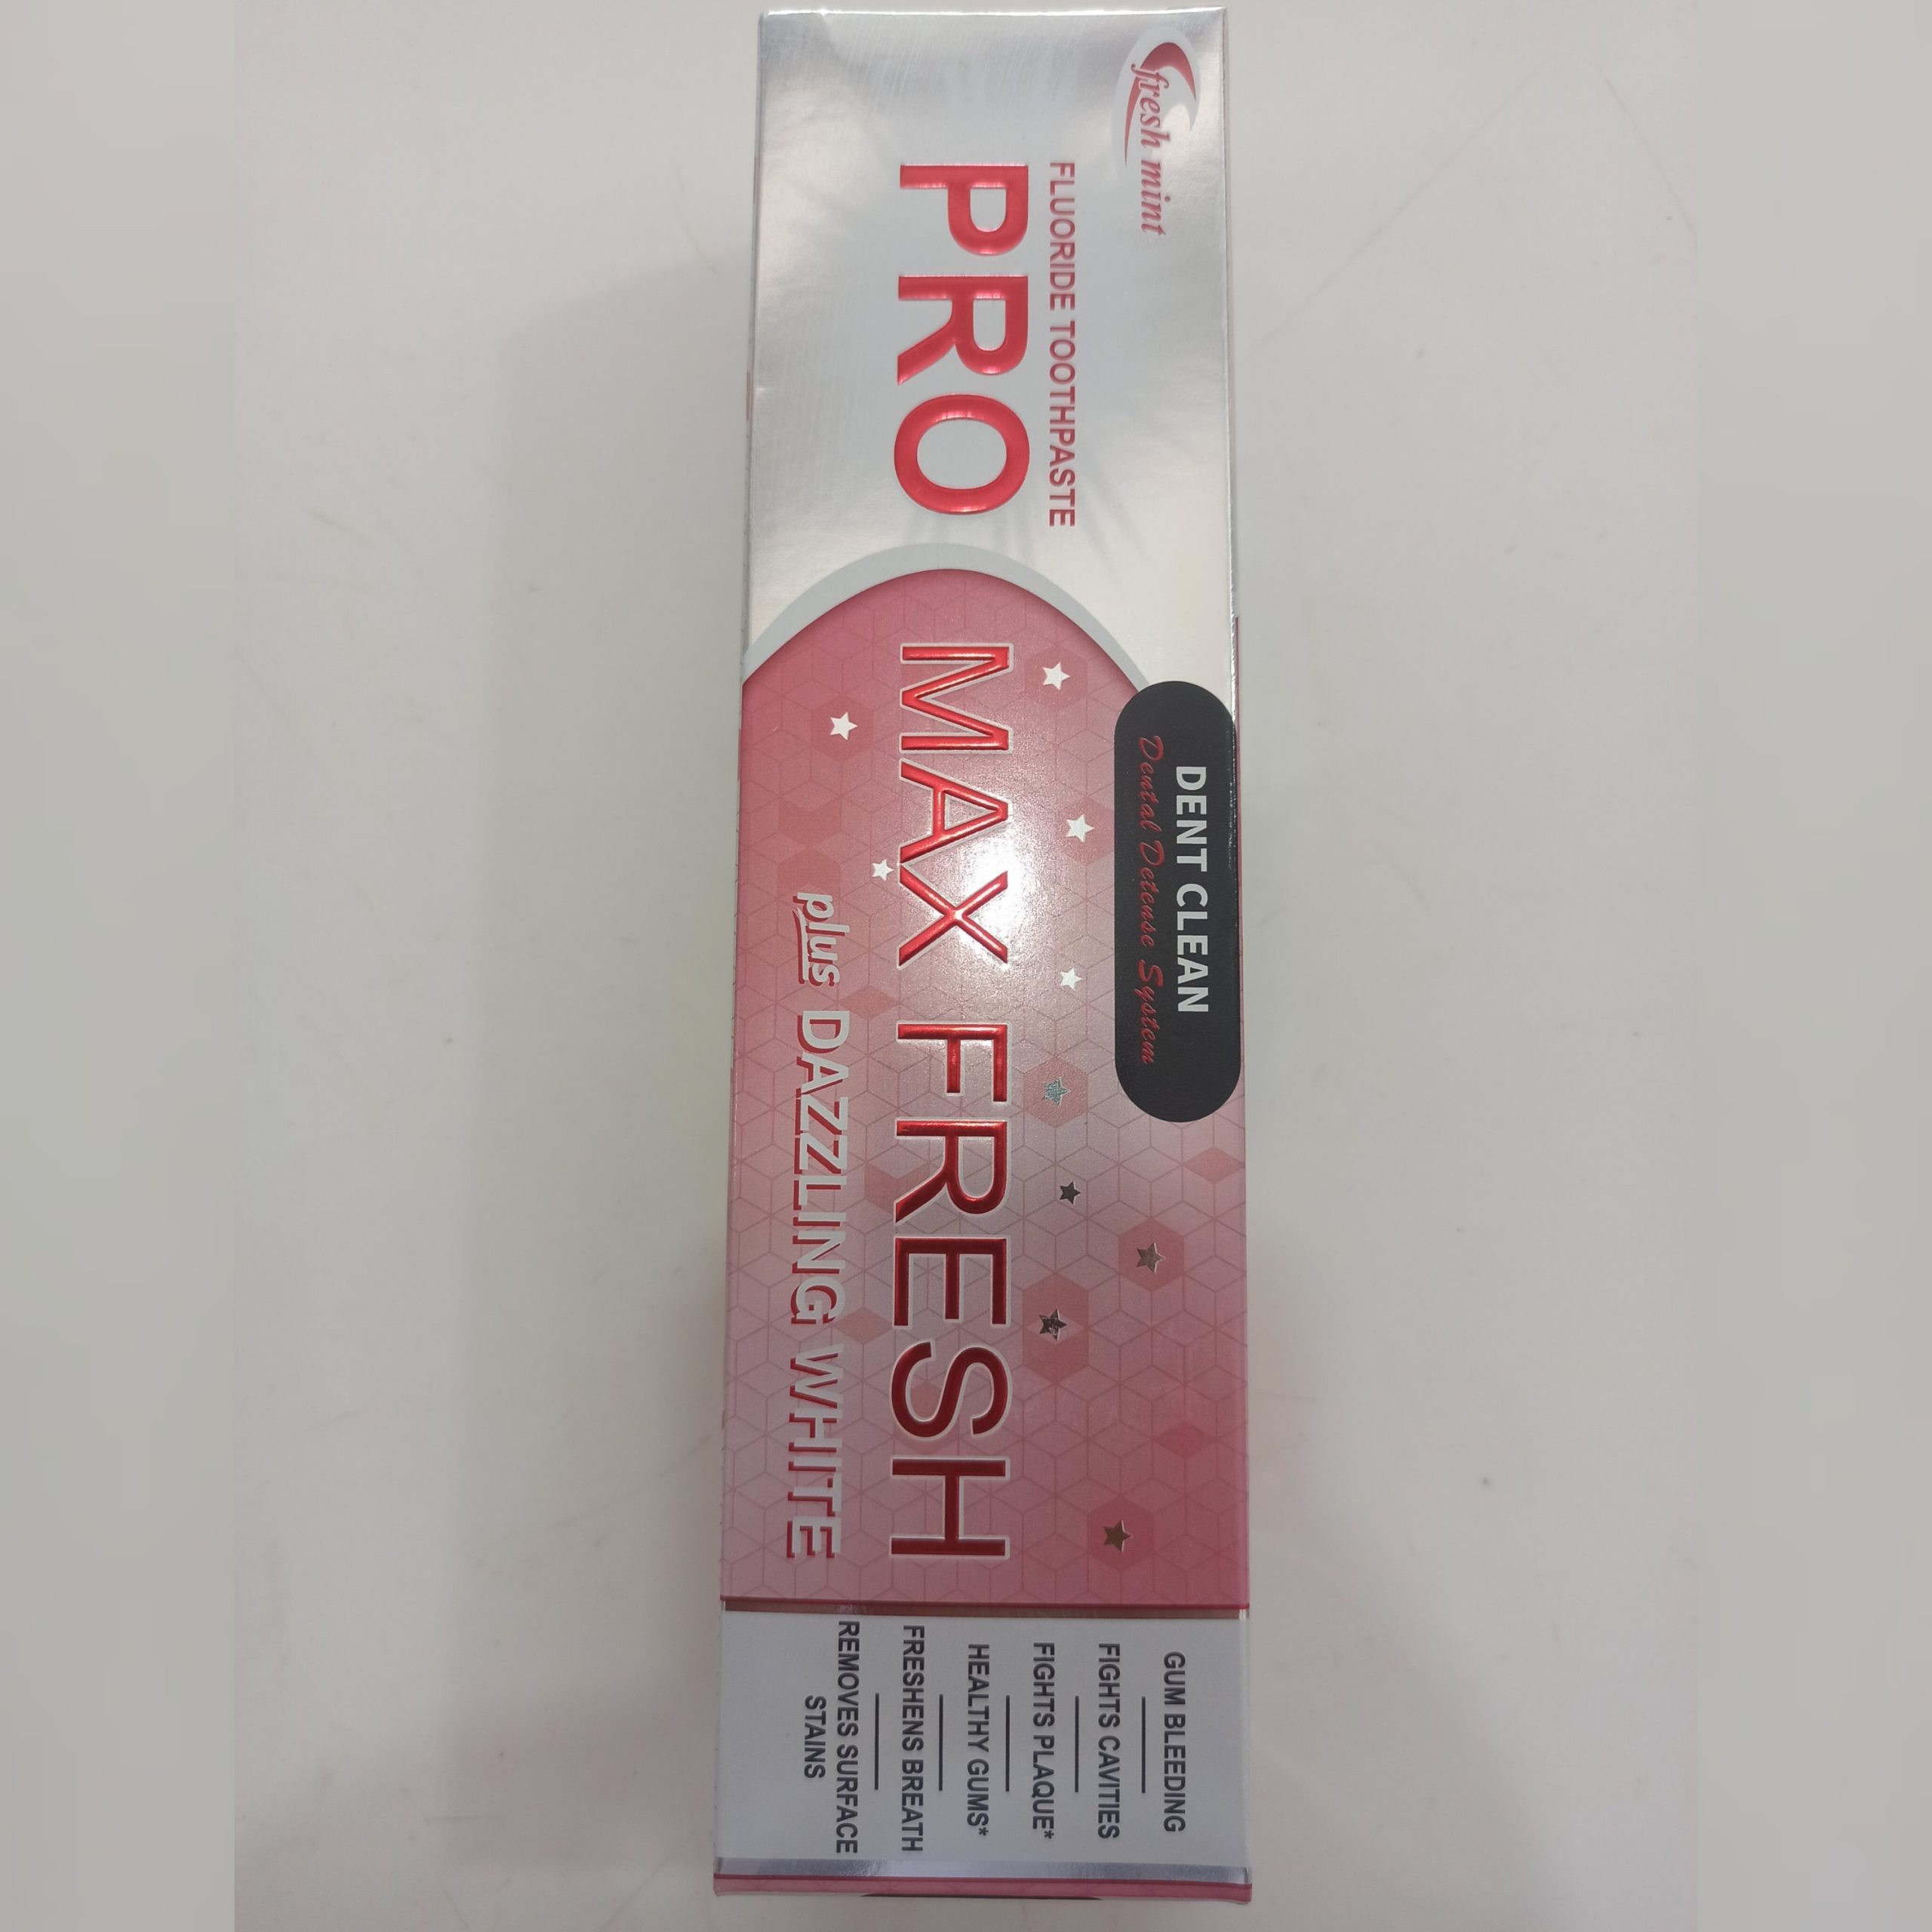 fresh mint
FLUORIDE TOOTHPASTE
PRO
DENT CLEAN
Dental Defense System
MAX FRESH
plus DAZZLING WHITE
GUM BLEEDING
FIGHTS CAVITIES
FIGHTS PLAQUE*
HEALTHY GUMS*
FRESHENS BREATH
REMOVES SURFACE
STAINS